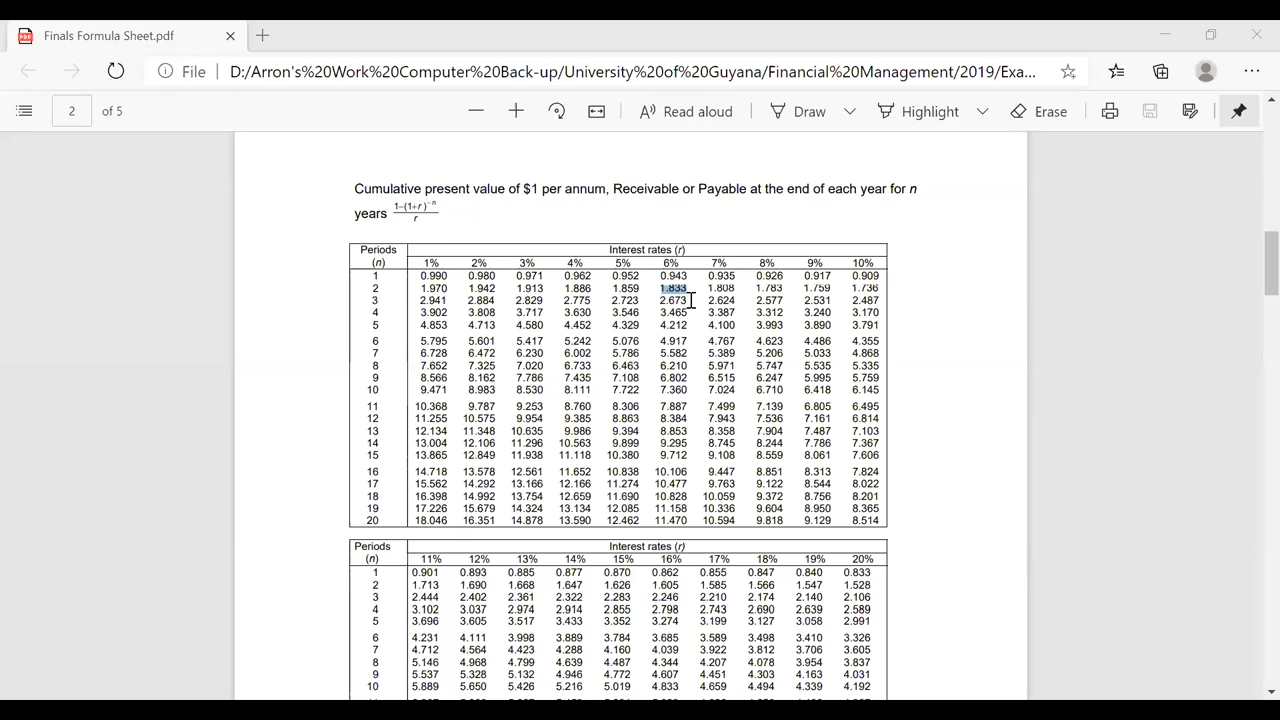 Finals Formula Sheet.pdf
File D:/Arron's%20Work%20Computer%20Back-up/University%20of%20Guyana/Financial%20Management/2019/Exa...
2 of 5 Read aloud Draw Highlight Erase
Cumulative present value of $1 per annum, Receivable or Payable at the end of each year for n
years 1-(1+r)⁻ⁿ / r
Periods Interest rates (r)
(n) 1% 2% 3% 4% 5% 6% 7% 8% 9% 10%
1 0.990 0.980 0.971 0.962 0.952 0.943 0.935 0.926 0.917 0.909
2 1.970 1.942 1.913 1.886 1.859 1.833 1.808 1.783 1.759 1.736
3 2.941 2.884 2.829 2.775 2.723 2.673 2.624 2.577 2.531 2.487
4 3.902 3.808 3.717 3.630 3.546 3.465 3.387 3.312 3.240 3.170
5 4.853 4.713 4.580 4.452 4.329 4.212 4.100 3.993 3.890 3.791
6 5.795 5.601 5.417 5.242 5.076 4.917 4.767 4.623 4.486 4.355
7 6.728 6.472 6.230 6.002 5.786 5.582 5.389 5.206 5.033 4.868
8 7.652 7.325 7.020 6.733 6.463 6.210 5.971 5.747 5.535 5.335
9 8.566 8.162 7.786 7.435 7.108 6.802 6.515 6.247 5.995 5.759
10 9.471 8.983 8.530 8.111 7.722 7.360 7.024 6.710 6.418 6.145
11 10.368 9.787 9.253 8.760 8.306 7.887 7.499 7.139 6.805 6.495
12 11.255 10.575 9.954 9.385 8.863 8.384 7.943 7.536 7.161 6.814
13 12.134 11.348 10.635 9.986 9.394 8.853 8.358 7.904 7.487 7.103
14 13.004 12.106 11.296 10.563 9.899 9.295 8.745 8.244 7.786 7.367
15 13.865 12.849 11.938 11.118 10.380 9.712 9.108 8.559 8.061 7.606
16 14.718 13.578 12.561 11.652 10.838 10.106 9.447 8.851 8.313 7.824
17 15.562 14.292 13.166 12.166 11.274 10.477 9.763 9.122 8.544 8.022
18 16.398 14.992 13.754 12.659 11.690 10.828 10.059 9.372 8.756 8.201
19 17.226 15.679 14.324 13.134 12.085 11.158 10.336 9.604 8.950 8.365
20 18.046 16.351 14.878 13.590 12.462 11.470 10.594 9.818 9.129 8.514
Periods Interest rates (r)
(n) 11% 12% 13% 14% 15% 16% 17% 18% 19% 20%
1 0.901 0.893 0.885 0.877 0.870 0.862 0.855 0.847 0.840 0.833
2 1.713 1.690 1.668 1.647 1.626 1.605 1.585 1.566 1.547 1.528
3 2.444 2.402 2.361 2.322 2.283 2.246 2.210 2.174 2.140 2.106
4 3.102 3.037 2.974 2.914 2.855 2.798 2.743 2.690 2.639 2.589
5 3.696 3.605 3.517 3.433 3.352 3.274 3.199 3.127 3.058 2.991
6 4.231 4.111 3.998 3.889 3.784 3.685 3.589 3.498 3.410 3.326
7 4.712 4.564 4.423 4.288 4.160 4.039 3.922 3.812 3.706 3.605
8 5.146 4.968 4.799 4.639 4.487 4.344 4.207 4.078 3.954 3.837
9 5.537 5.328 5.132 4.946 4.772 4.607 4.451 4.303 4.163 4.031
10 5.889 5.650 5.426 5.216 5.019 4.833 4.659 4.494 4.339 4.192